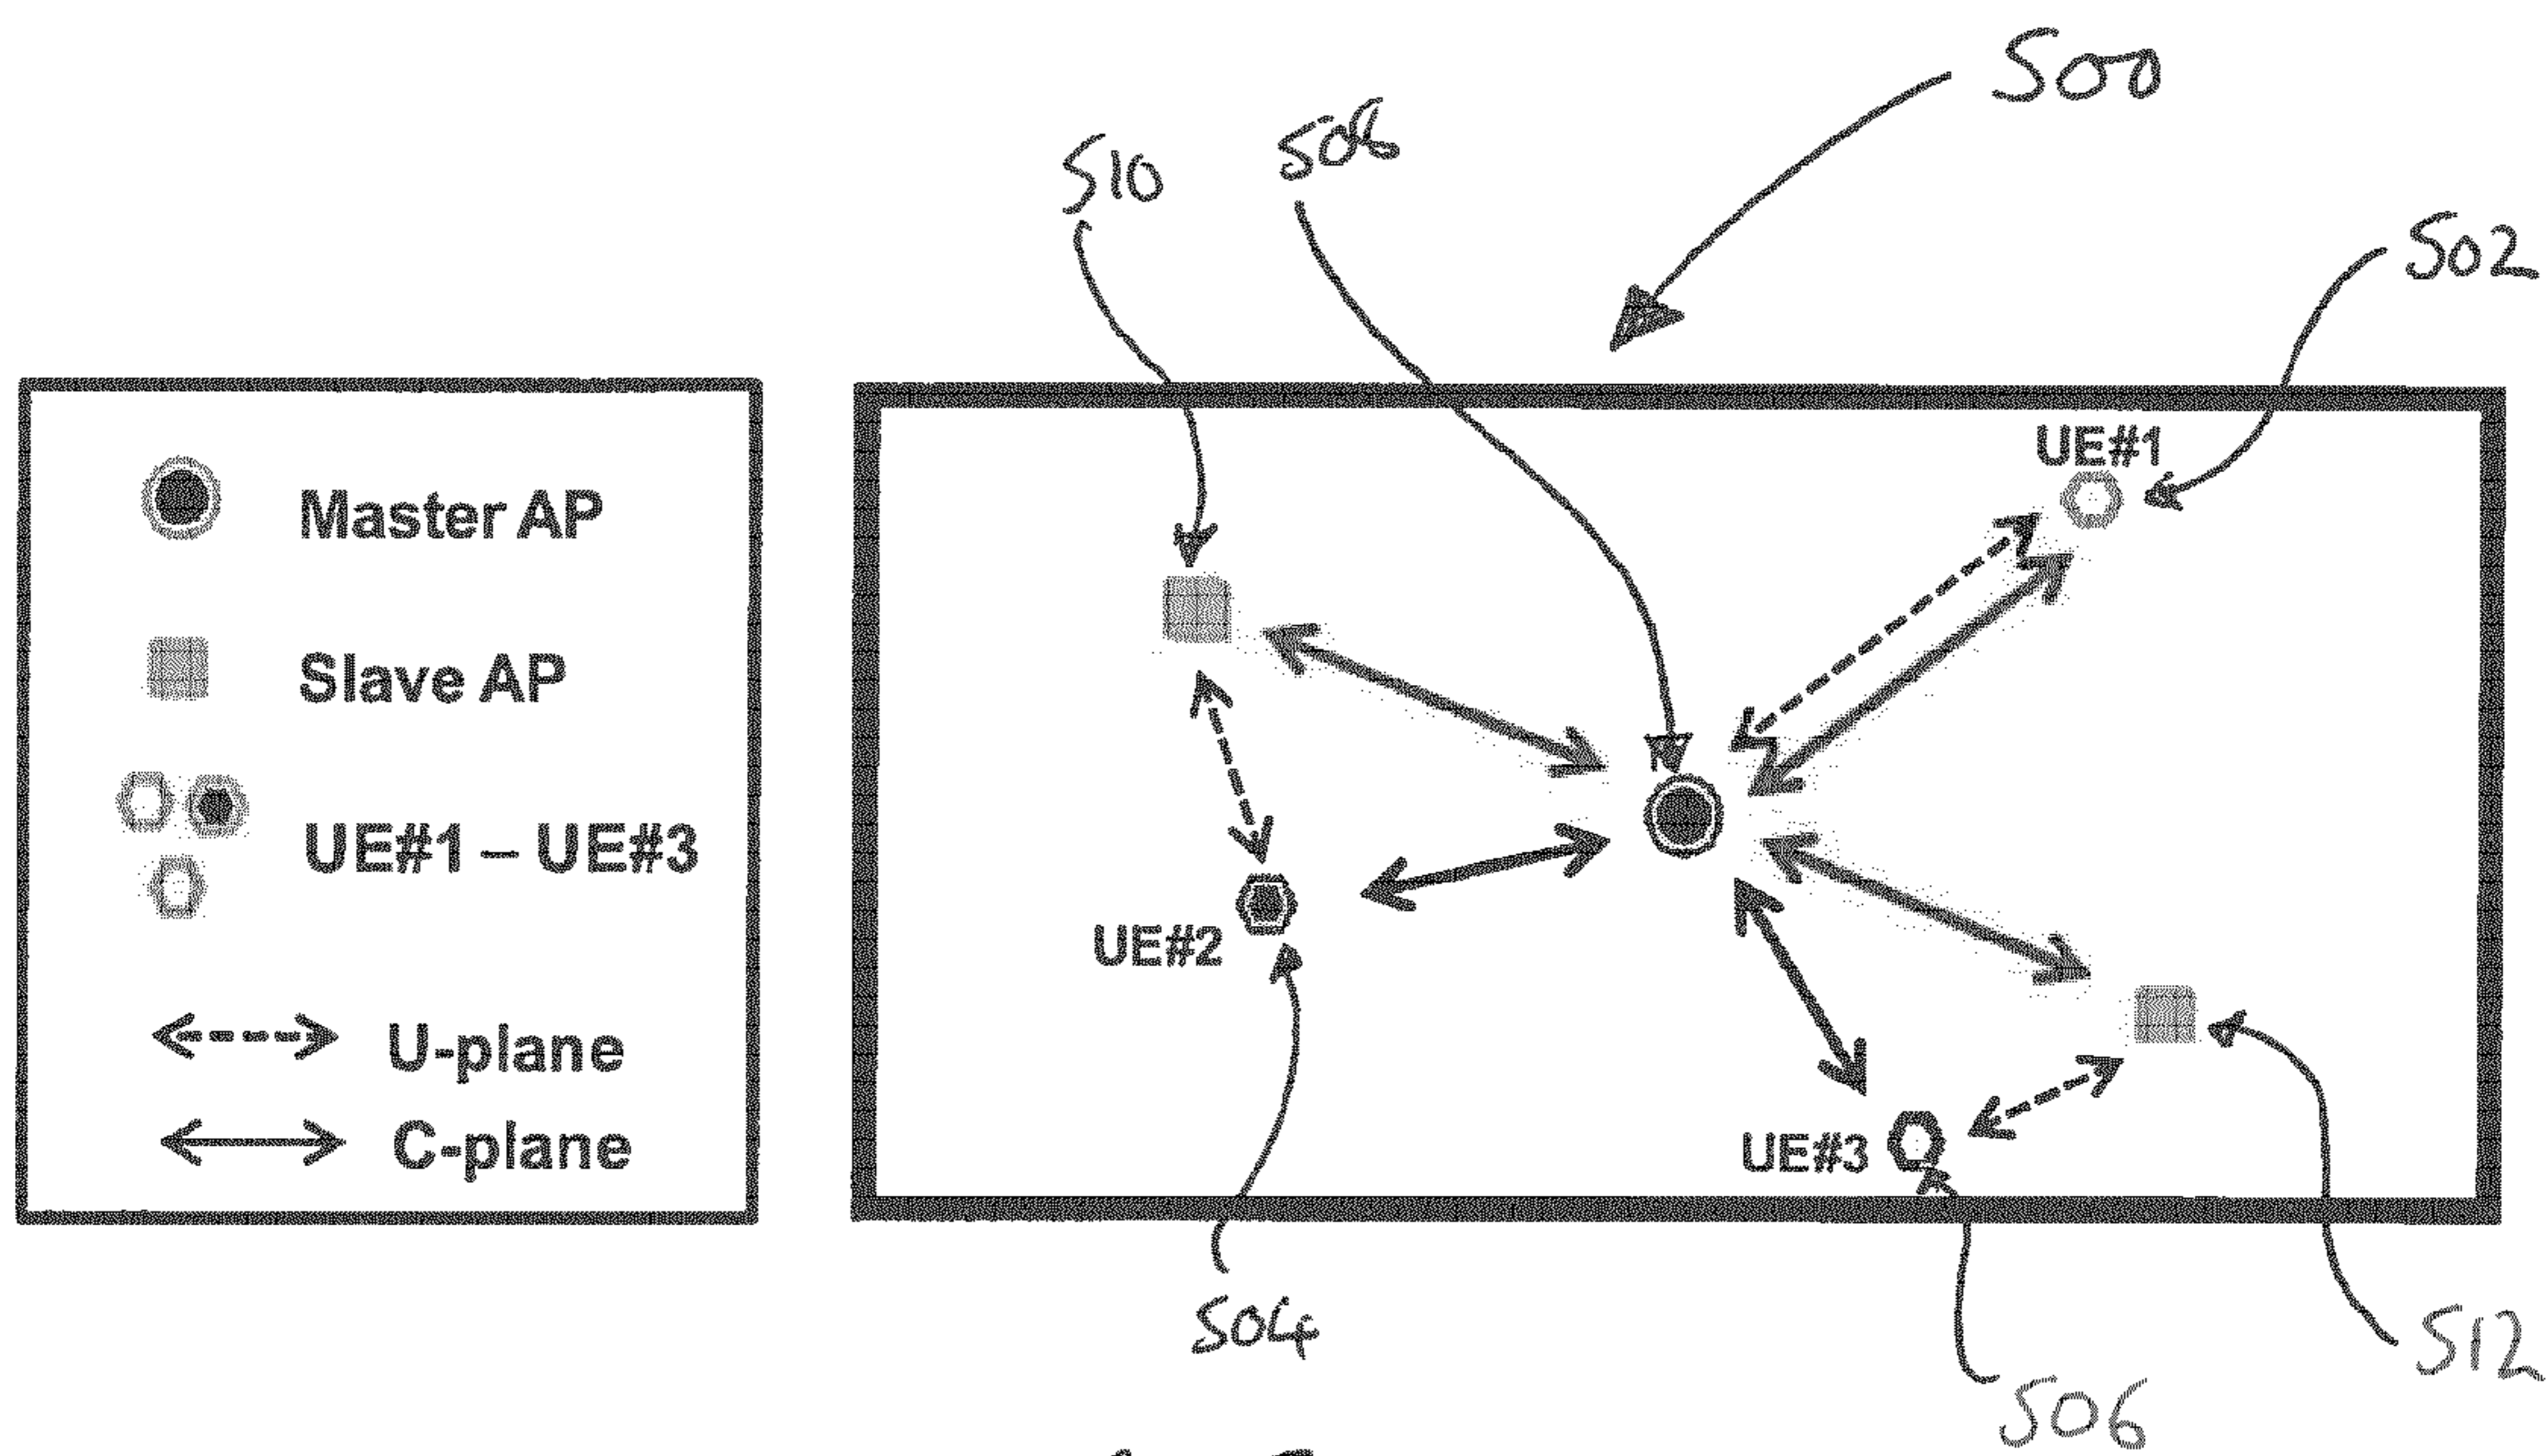 500
510
508
502
UE#1
Master AP
Slave AP
UE#1 – UE#3
UE#2
U-plane
C-plane
UE#3
504
512
506